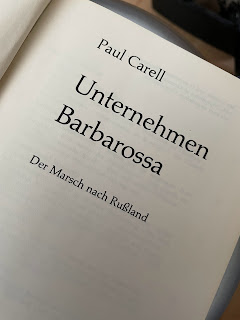 Paul Carell
Unternehmen
Barbarossa
Der Marsch nach Rußland